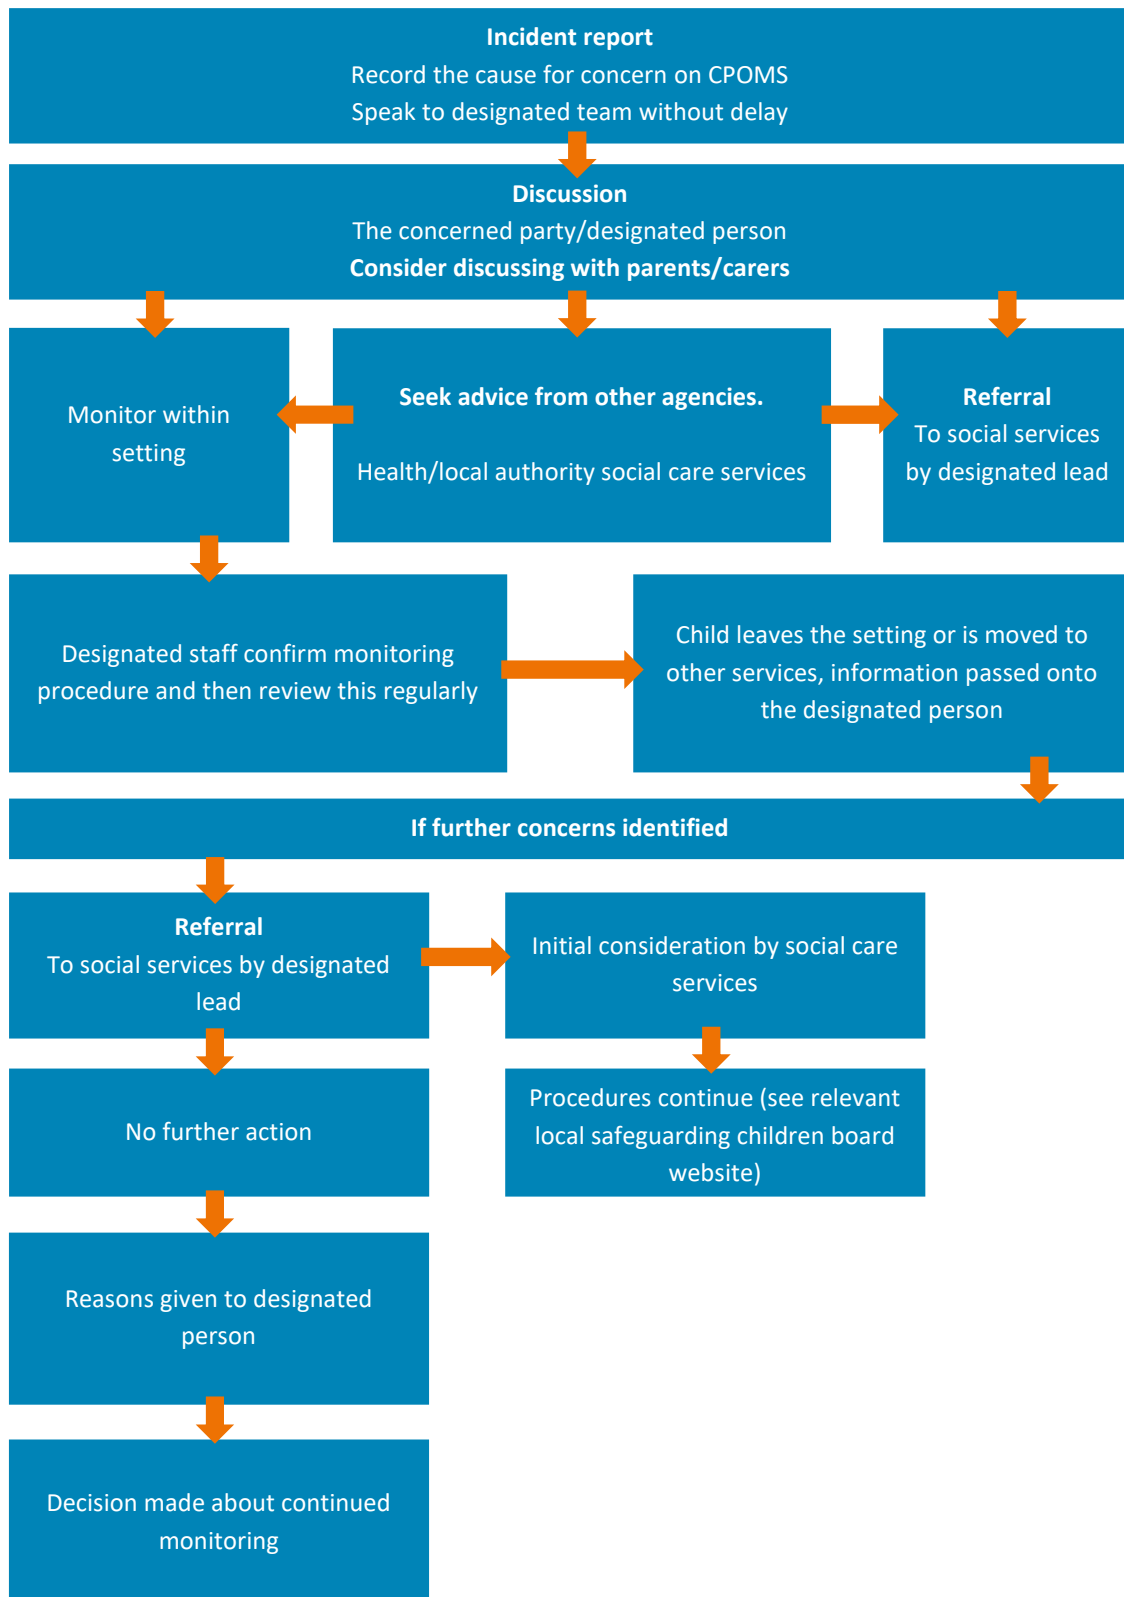 Incident report
Record the cause for concern on CPOMS
Speak to designated team without delay
Discussion
The concerned party/designated person
Consider discussing with parents/carers
Monitor within
setting
Seek advice from other agencies.
Health/local authority social care services
Referral
To social services
by designated lead
Designated staff confirm monitoring
procedure and then review this regularly
Child leaves the setting or is moved to
other services, information passed onto
the designated person
If further concerns identified
Referral
To social services by designated
lead
Initial consideration by social care
services
No further action
Procedures continue (see relevant
local safeguarding children board
website)
Reasons given to designated
person
Decision made about continued
monitoring